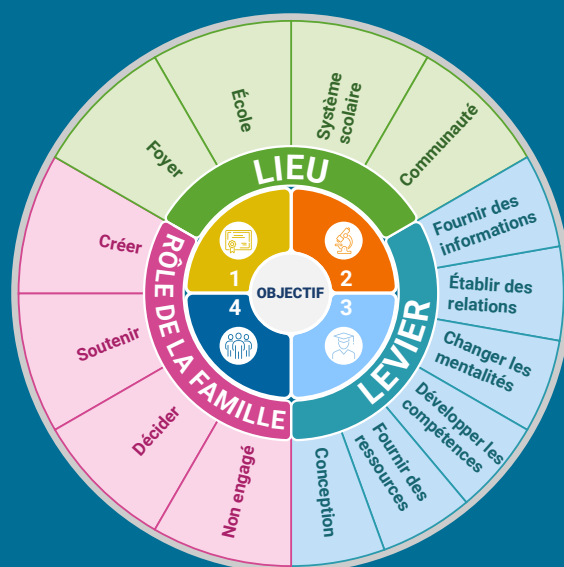 LIEU
Foyer
École
Système
scolaire
Communauté
LEVIER
Fournir des
informations
Établir des
relations
Changer les
mentalités
Développer les
compétences
Fournir des
ressources
Conception
RÔLE DE LA FAMILLE
Non engagé
Décider
Soutenir
Créer
OBJECTIF
1
2
3
4